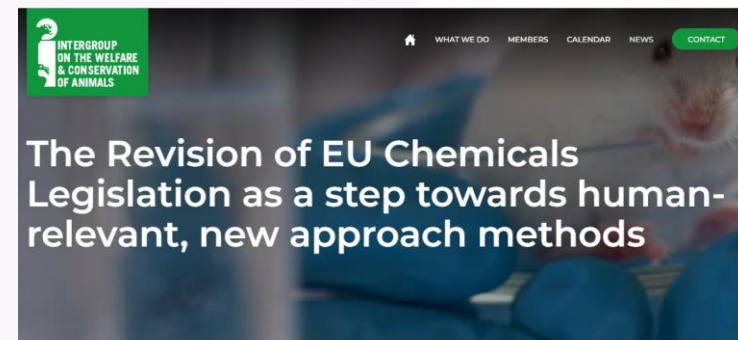 INTERGROUP
ON THE WELFARE
& CONSERVATION
OF ANIMALS
WHAT WE DO MEMBERS CALENDAR NEWS CONTACT
The Revision of EU Chemicals
Legislation as a step towards human-
relevant, new approach methods